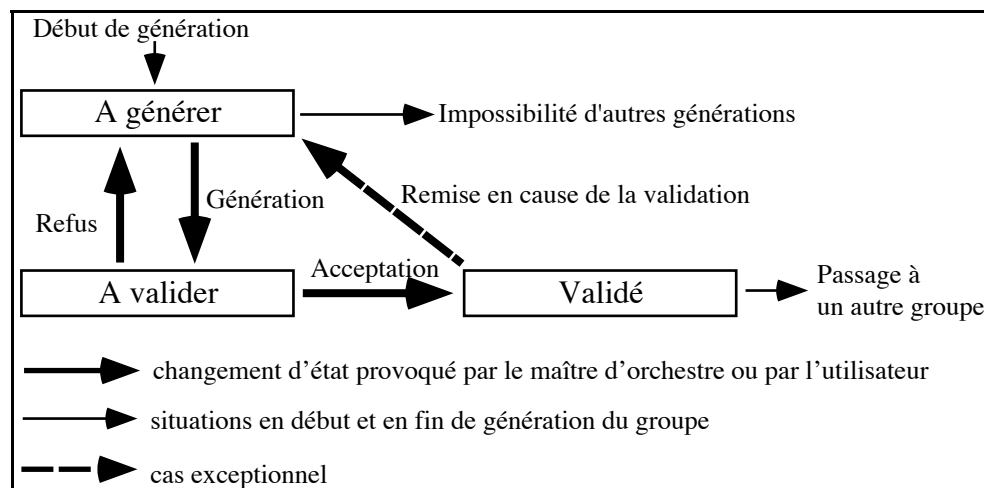 Début de génération
A générer
Impossibilité d'autres générations
Génération
Remise en cause de la validation
Refus
Acceptation
A valider
Validé
Passage à
un autre groupe
changement d’état provoqué par le maître d’orchestre ou par l’utilisateur
situations en début et en fin de génération du groupe
cas exceptionnel